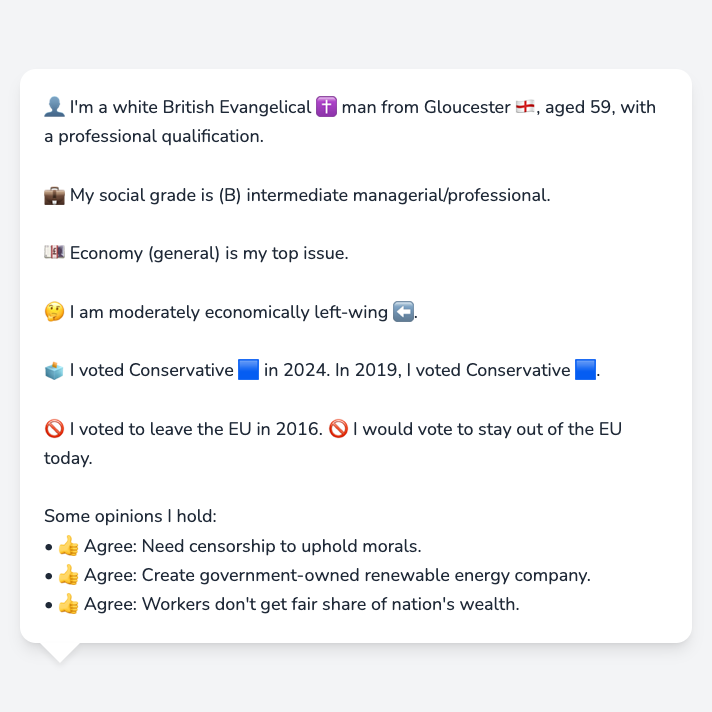 👤 I'm a white British Evangelical ✝️ man from Gloucester 🏴󠁧󠁢󠁥󠁮󠁧󠁿, aged 59, with
a professional qualification.
💼 My social grade is (B) intermediate managerial/professional.
💷 Economy (general) is my top issue.
🤔 I am moderately economically left-wing ⬅️.
🗳️ I voted Conservative 🟦 in 2024. In 2019, I voted Conservative 🟦.
🚫 I voted to leave the EU in 2016. 🚫 I would vote to stay out of the EU
today.
Some opinions I hold:
• 👍 Agree: Need censorship to uphold morals.
• 👍 Agree: Create government-owned renewable energy company.
• 👍 Agree: Workers don't get fair share of nation's wealth.